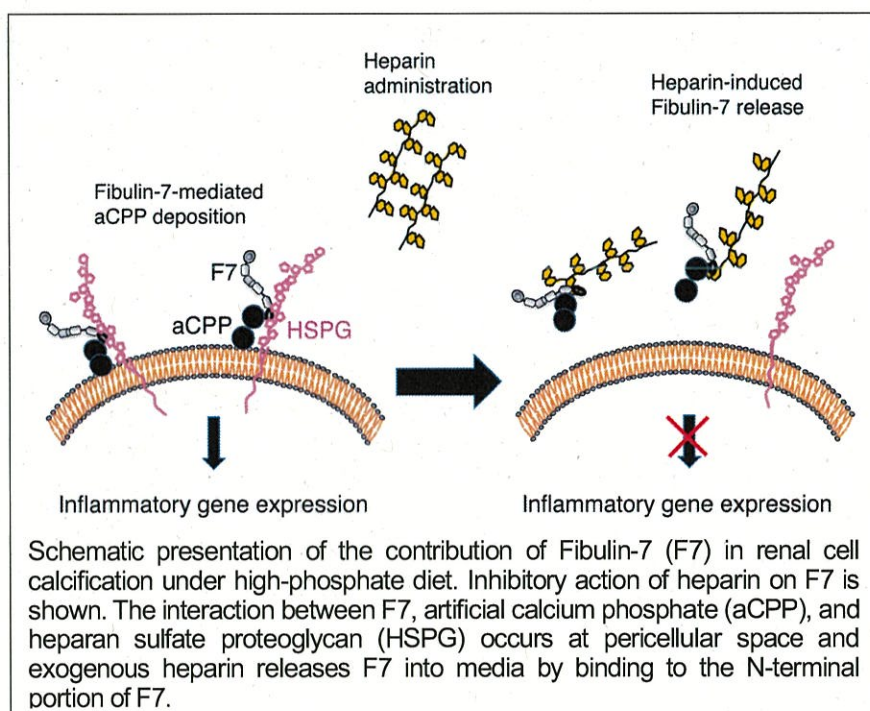 Heparin
administration
Heparin-induced
Fibulin-7 release
Fibulin-7-mediated
aCPP deposition
F7
aCPP
HSPG
Inflammatory gene expression
Inflammatory gene expression
Schematic presentation of the contribution of Fibulin-7 (F7) in renal cell
calcification under high-phosphate diet. Inhibitory action of heparin on F7 is
shown. The interaction between F7, artificial calcium phosphate (aCPP), and
heparan sulfate proteoglycan (HSPG) occurs at pericellular space and
exogenous heparin releases F7 into media by binding to the N-terminal
portion of F7.